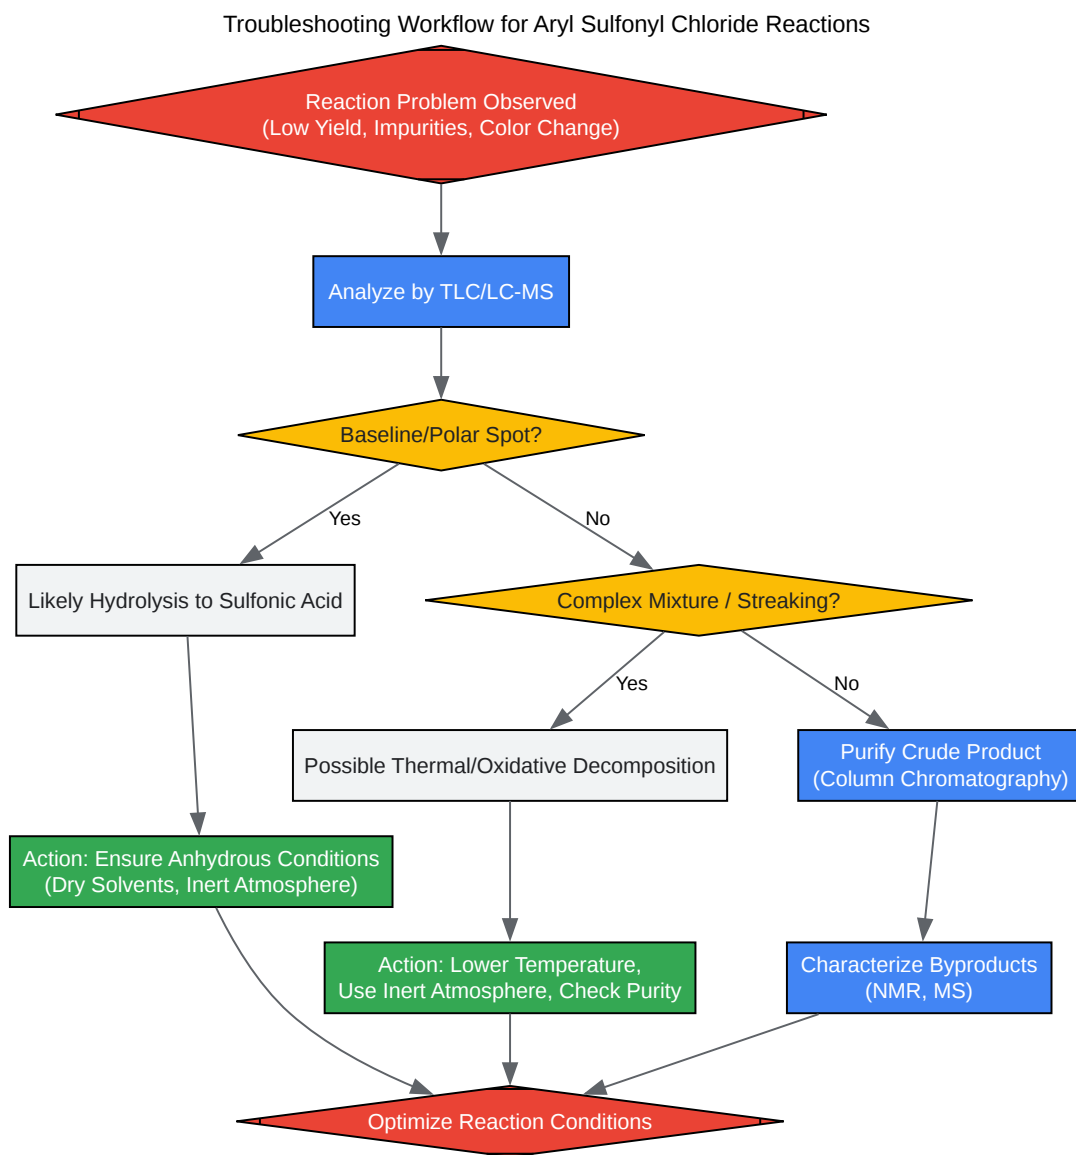 Troubleshooting Workflow for Aryl Sulfonyl Chloride Reactions
Reaction Problem Observed
(Low Yield, Impurities, Color Change)
Analyze by TLC/LC-MS
Baseline/Polar Spot?
Yes
No
Likely Hydrolysis to Sulfonic Acid
Complex Mixture / Streaking?
Yes
No
Possible Thermal/Oxidative Decomposition
Purify Crude Product
(Column Chromatography)
Action: Ensure Anhydrous Conditions
(Dry Solvents, Inert Atmosphere)
Action: Lower Temperature,
Use Inert Atmosphere, Check Purity
Characterize Byproducts
(NMR, MS)
Optimize Reaction Conditions